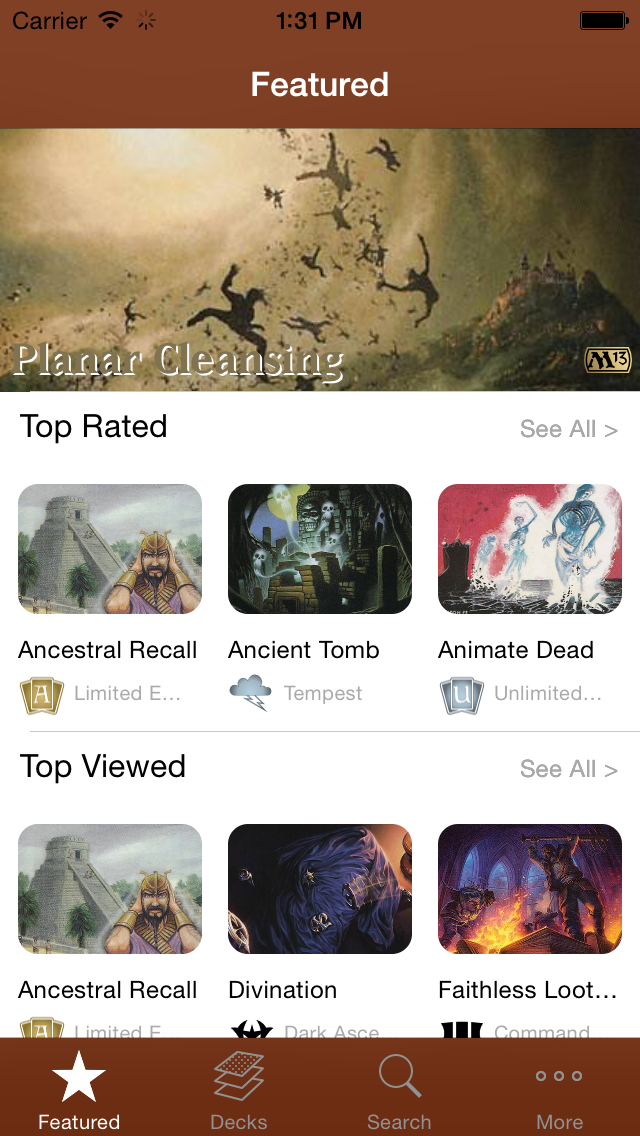 Carrier 1:31 PM
Featured
Planar Cleansing
M13
Top Rated
See All >
Ancestral Recall
Ancient Tomb
Animate Dead
A Limited E...
Tempest
U Unlimited...
Top Viewed
See All >
Ancestral Recall
Divination
Faithless Loot...
A Limited E
Dark Asce
Command
Featured
Decks
Search
More